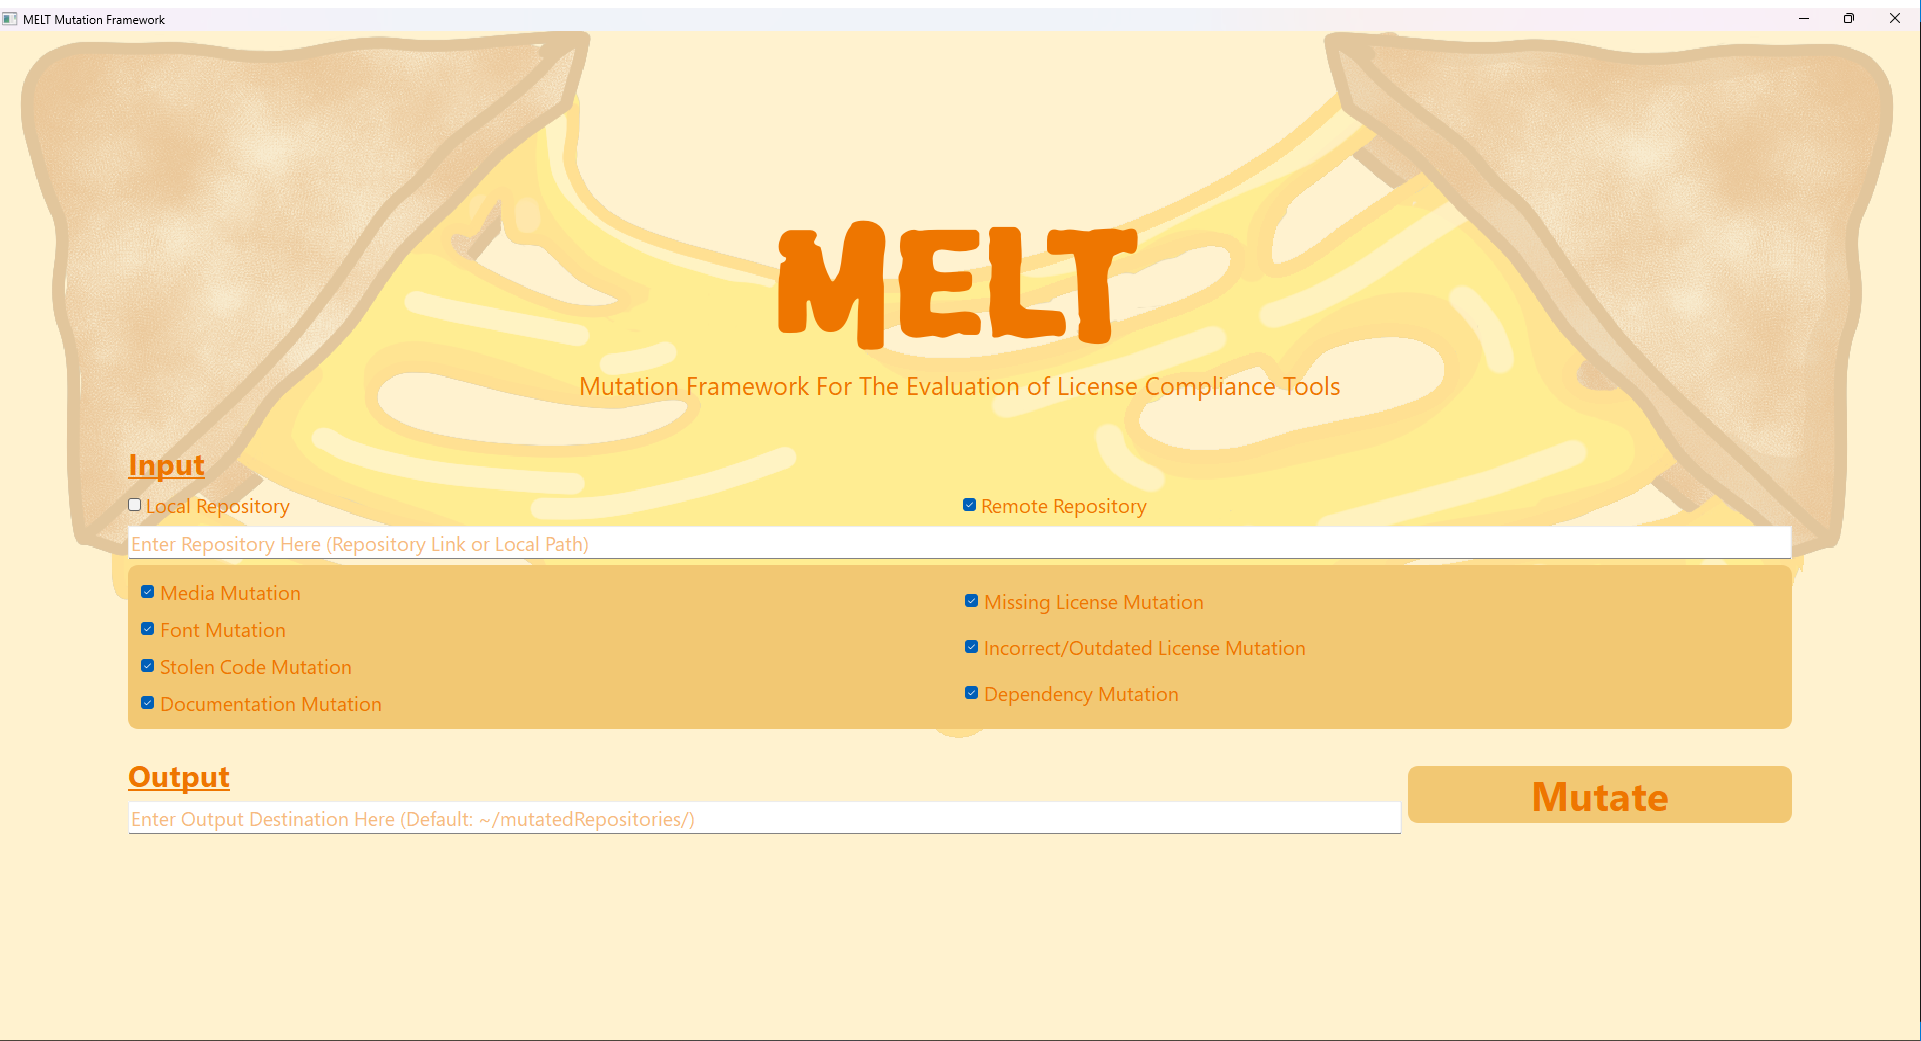 MELT Mutation Framework
MELT
Mutation Framework For The Evaluation of License Compliance Tools
Input
Local Repository
Remote Repository
Enter Repository Here (Repository Link or Local Path)
Media Mutation
Font Mutation
Stolen Code Mutation
Documentation Mutation
Missing License Mutation
Incorrect/Outdated License Mutation
Dependency Mutation
Output
Enter Output Destination Here (Default: ~/mutatedRepositories/)
Mutate